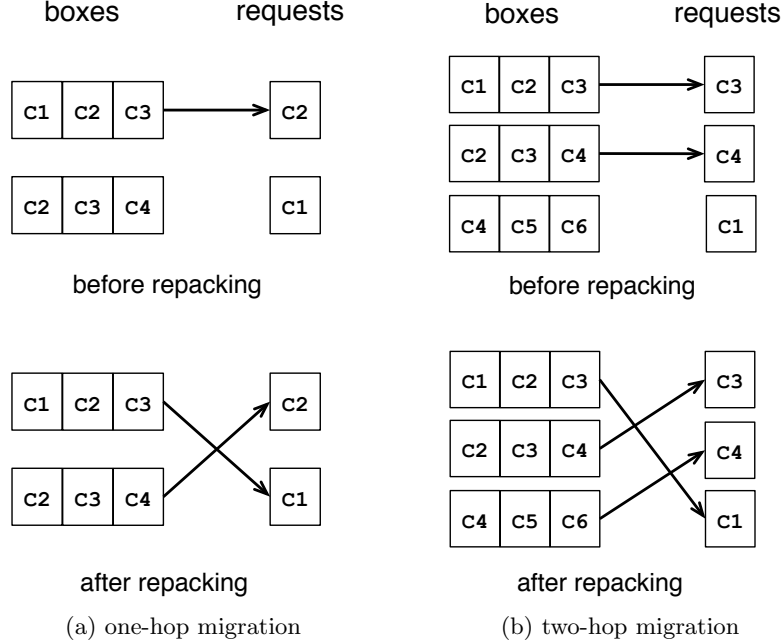 boxes requests
C1 C2 C3 C2
C2 C3 C4 C1
before repacking
C1 C2 C3 C2
C2 C3 C4 C1
after repacking
(a) one-hop migration
boxes requests
C1 C2 C3 C3
C2 C3 C4 C4
C4 C5 C6 C1
before repacking
C1 C2 C3 C3
C2 C3 C4 C4
C4 C5 C6 C1
after repacking
(b) two-hop migration